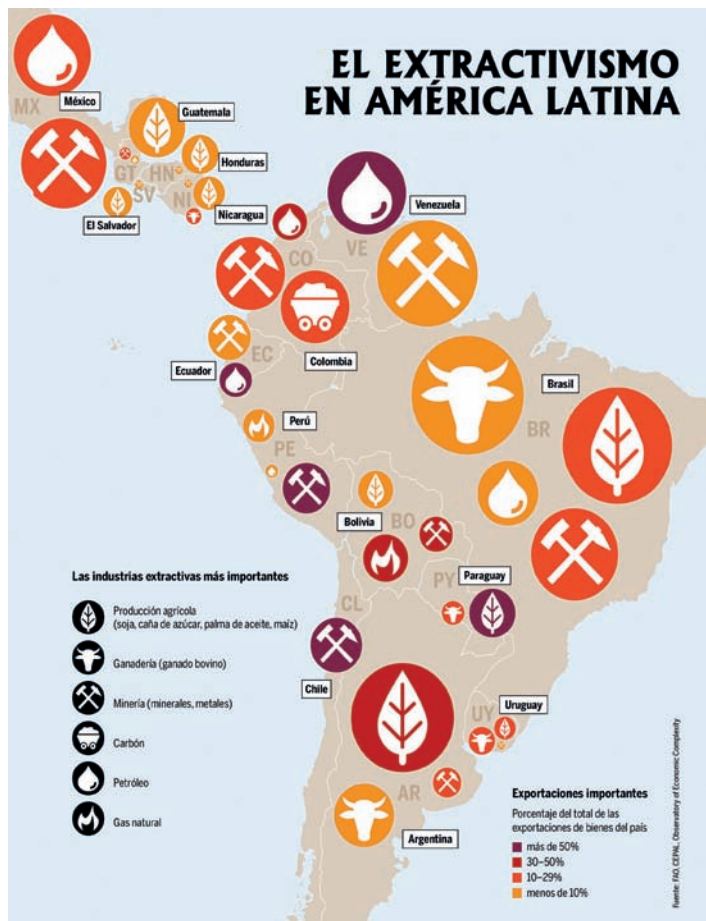 EL EXTRACTIVISMO
EN AMÉRICA LATINA
MX
México
Guatemala
Honduras
GT
HN
SV
NI
El Salvador
Nicaragua
Venezuela
VE
CO
Colombia
EC
Ecuador
Brasil
BR
Perú
PE
Bolivia
BO
Paraguay
PY
CL
Chile
Uruguay
UY
AR
Argentina
Las industrias extractivas más importantes
Producción agrícola
(soja, caña de azúcar, palma de aceite, maíz)
Ganadería (ganado bovino)
Minería (minerales, metales)
Carbón
Petróleo
Gas natural
Exportaciones importantes
Porcentaje del total de las
exportaciones de bienes del país
más de 50%
30–50%
10–29%
menos de 10%
Fuente: FAO, CEPAL, Observatory of Economic Complexity